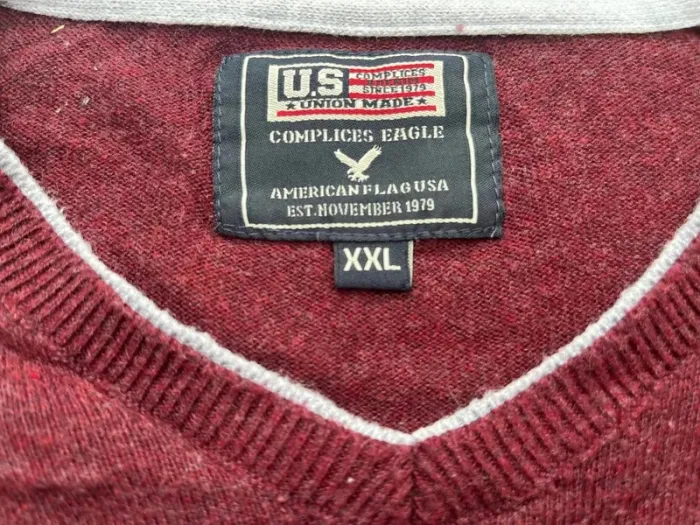 U.S
COMPLICES
SINCE 1979
★ UNION MADE ★
COMPLICES EAGLE
AMERICAN FLAG USA
EST. NOVEMBER 1979
XXL